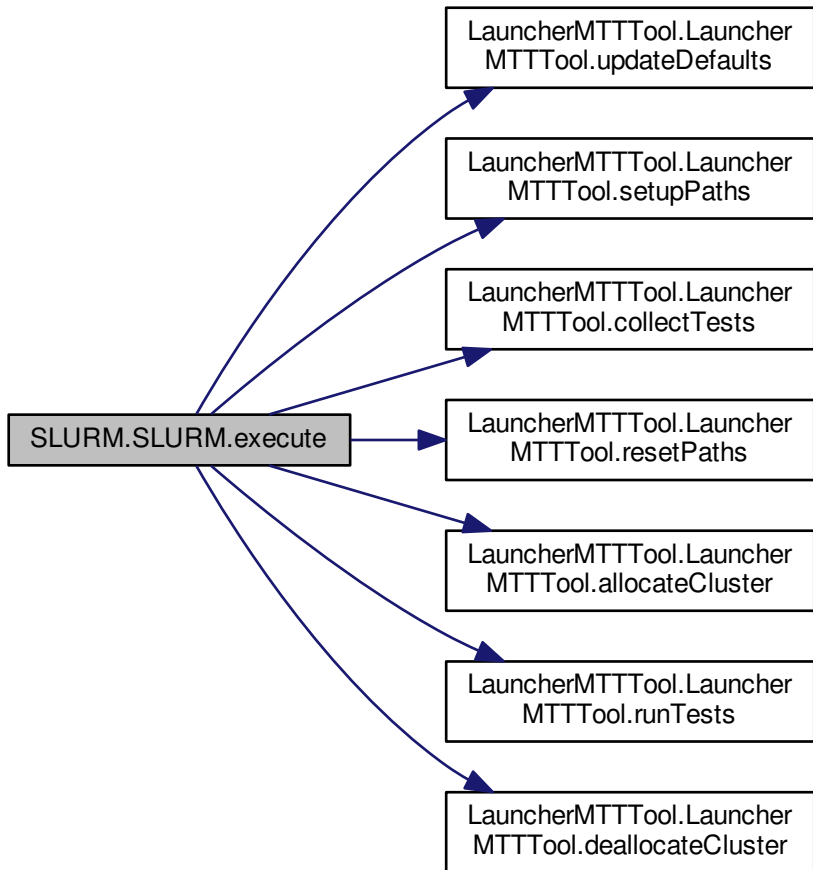 LauncherMTTTool.Launcher
MTTTool.updateDefaults
LauncherMTTTool.Launcher
MTTTool.setupPaths
LauncherMTTTool.Launcher
MTTTool.collectTests
SLURM.SLURM.execute
LauncherMTTTool.Launcher
MTTTool.resetPaths
LauncherMTTTool.Launcher
MTTTool.allocateCluster
LauncherMTTTool.Launcher
MTTTool.runTests
LauncherMTTTool.Launcher
MTTTool.deallocateCluster